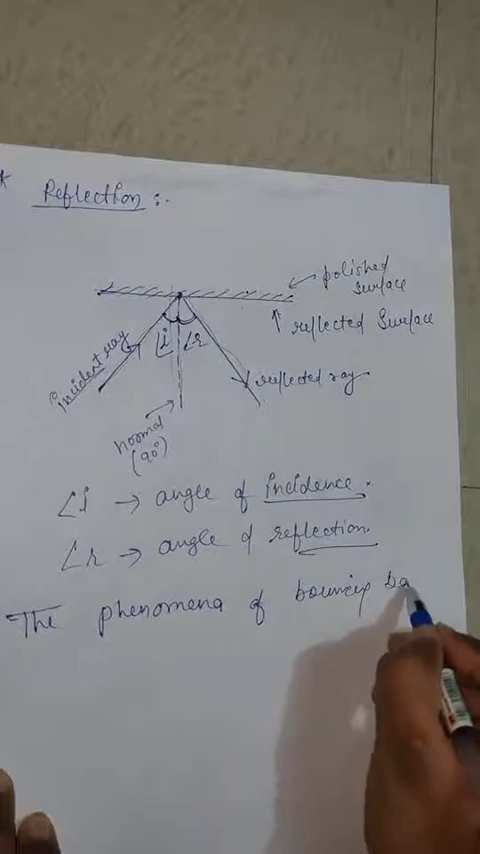 * Reflection :-
polished
surface
reflected Surface
incident ray
∠i ∠r
reflected ray
normal
(90°)
∠i → angle of incidence.
∠r → angle of reflection.
The phenomena of bouncing ba